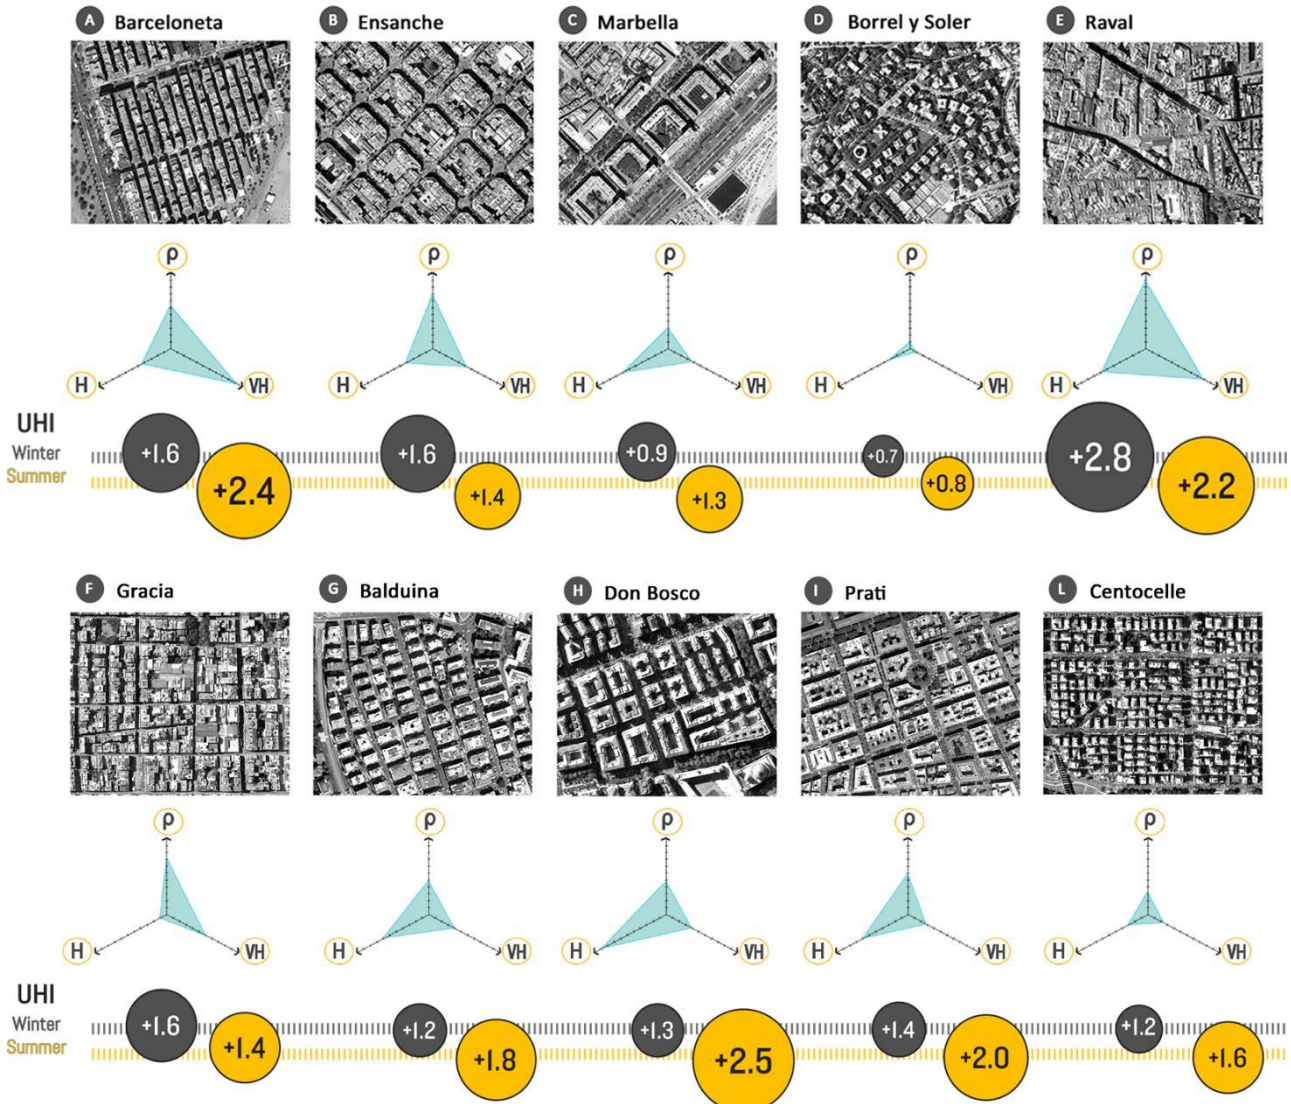 A Barceloneta
B Ensanche
C Marbella
D Borrel y Soler
E Raval
ρ ρ ρ ρ ρ
H VH H VH H VH H VH H VH
UHI
Winter
Summer
+1.6 +2.4 +1.6 +1.4 +0.9 +1.3 +0.7 +0.8 +2.8 +2.2
F Gracia
G Balduina
H Don Bosco
I Prati
L Centocelle
ρ ρ ρ ρ ρ
H VH H VH H VH H VH H VH
UHI
Winter
Summer
+1.6 +1.4 +1.2 +1.8 +1.3 +2.5 +1.4 +2.0 +1.2 +1.6